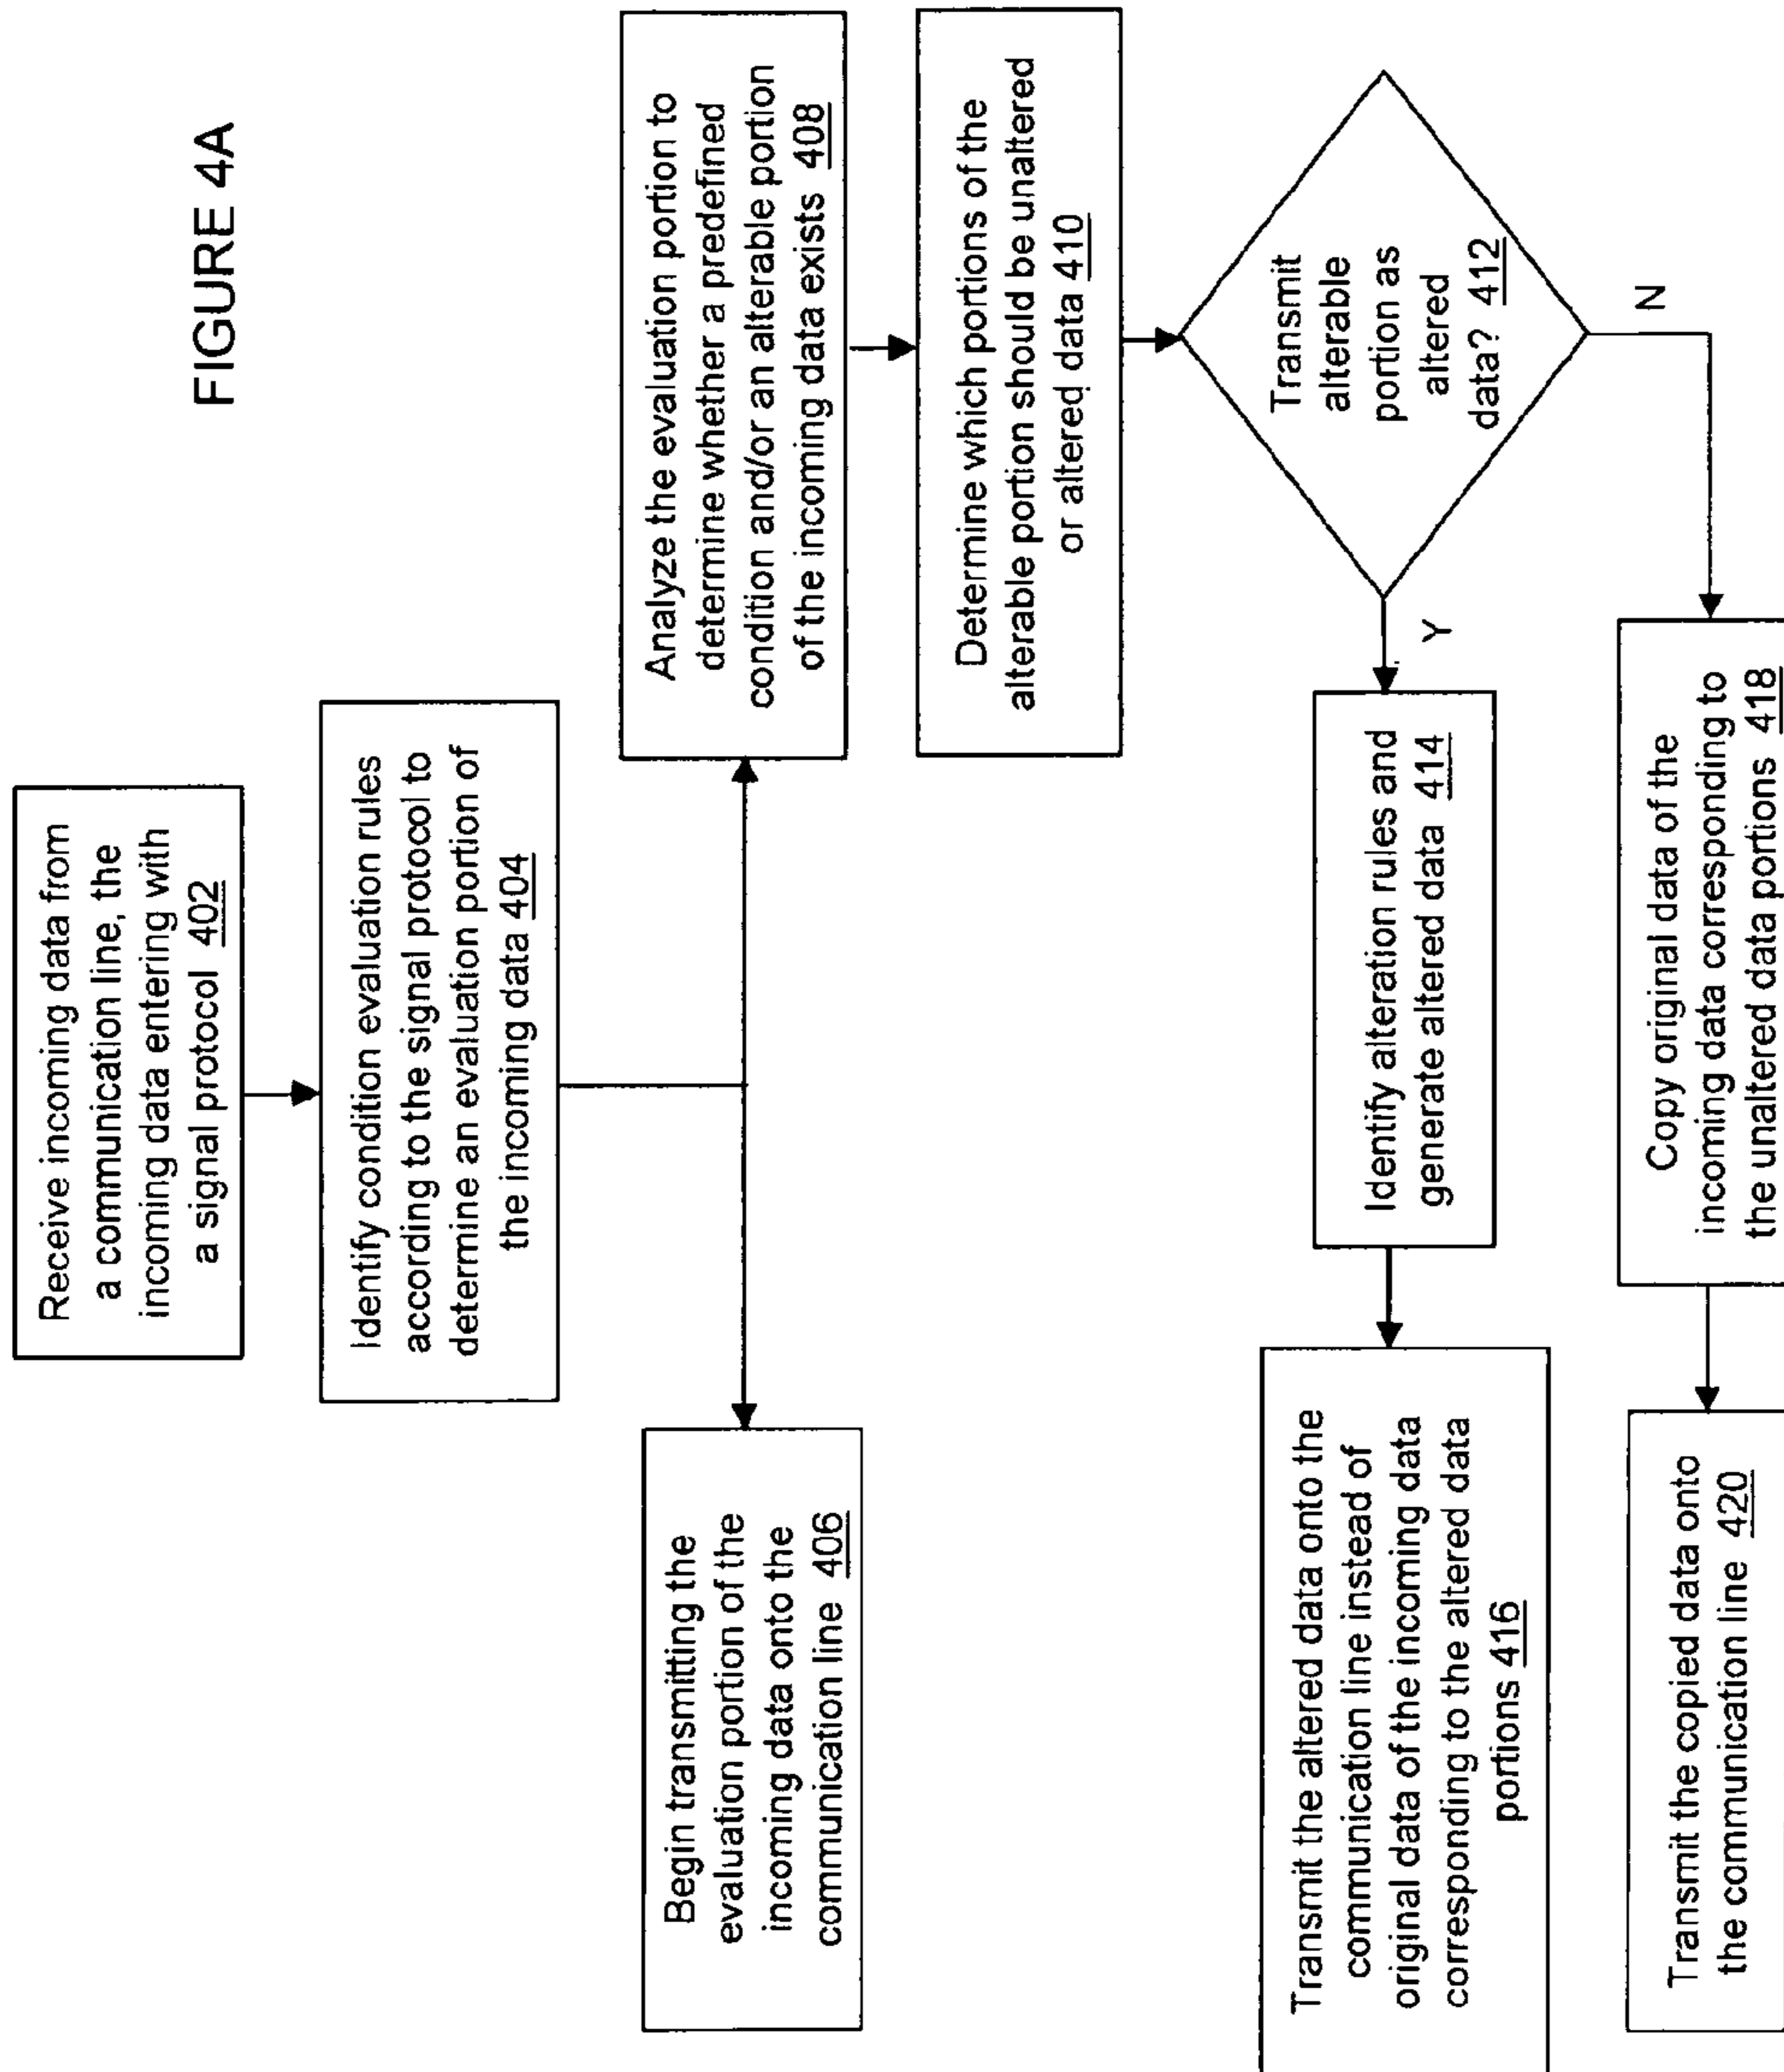 FIGURE 4A
Receive incoming data from
a communication line, the
incoming data entering with
a signal protocol 402
Identify condition evaluation rules
according to the signal protocol to
determine an evaluation portion of
the incoming data 404
Begin transmitting the
evaluation portion of the
incoming data onto the
communication line 406
Analyze the evaluation portion to
determine whether a predefined
condition and/or an alterable portion
of the incoming data exists 408
Determine which portions of the
alterable portion should be unaltered
or altered data 410
Transmit
alterable
portion as
altered
data? 412
Y
N
Identify alteration rules and
generate altered data 414
Transmit the altered data onto the
communication line instead of
original data of the incoming data
corresponding to the altered data
portions 416
Copy original data of the
incoming data corresponding to
the unaltered data portions 418
Transmit the copied data onto
the communication line 420